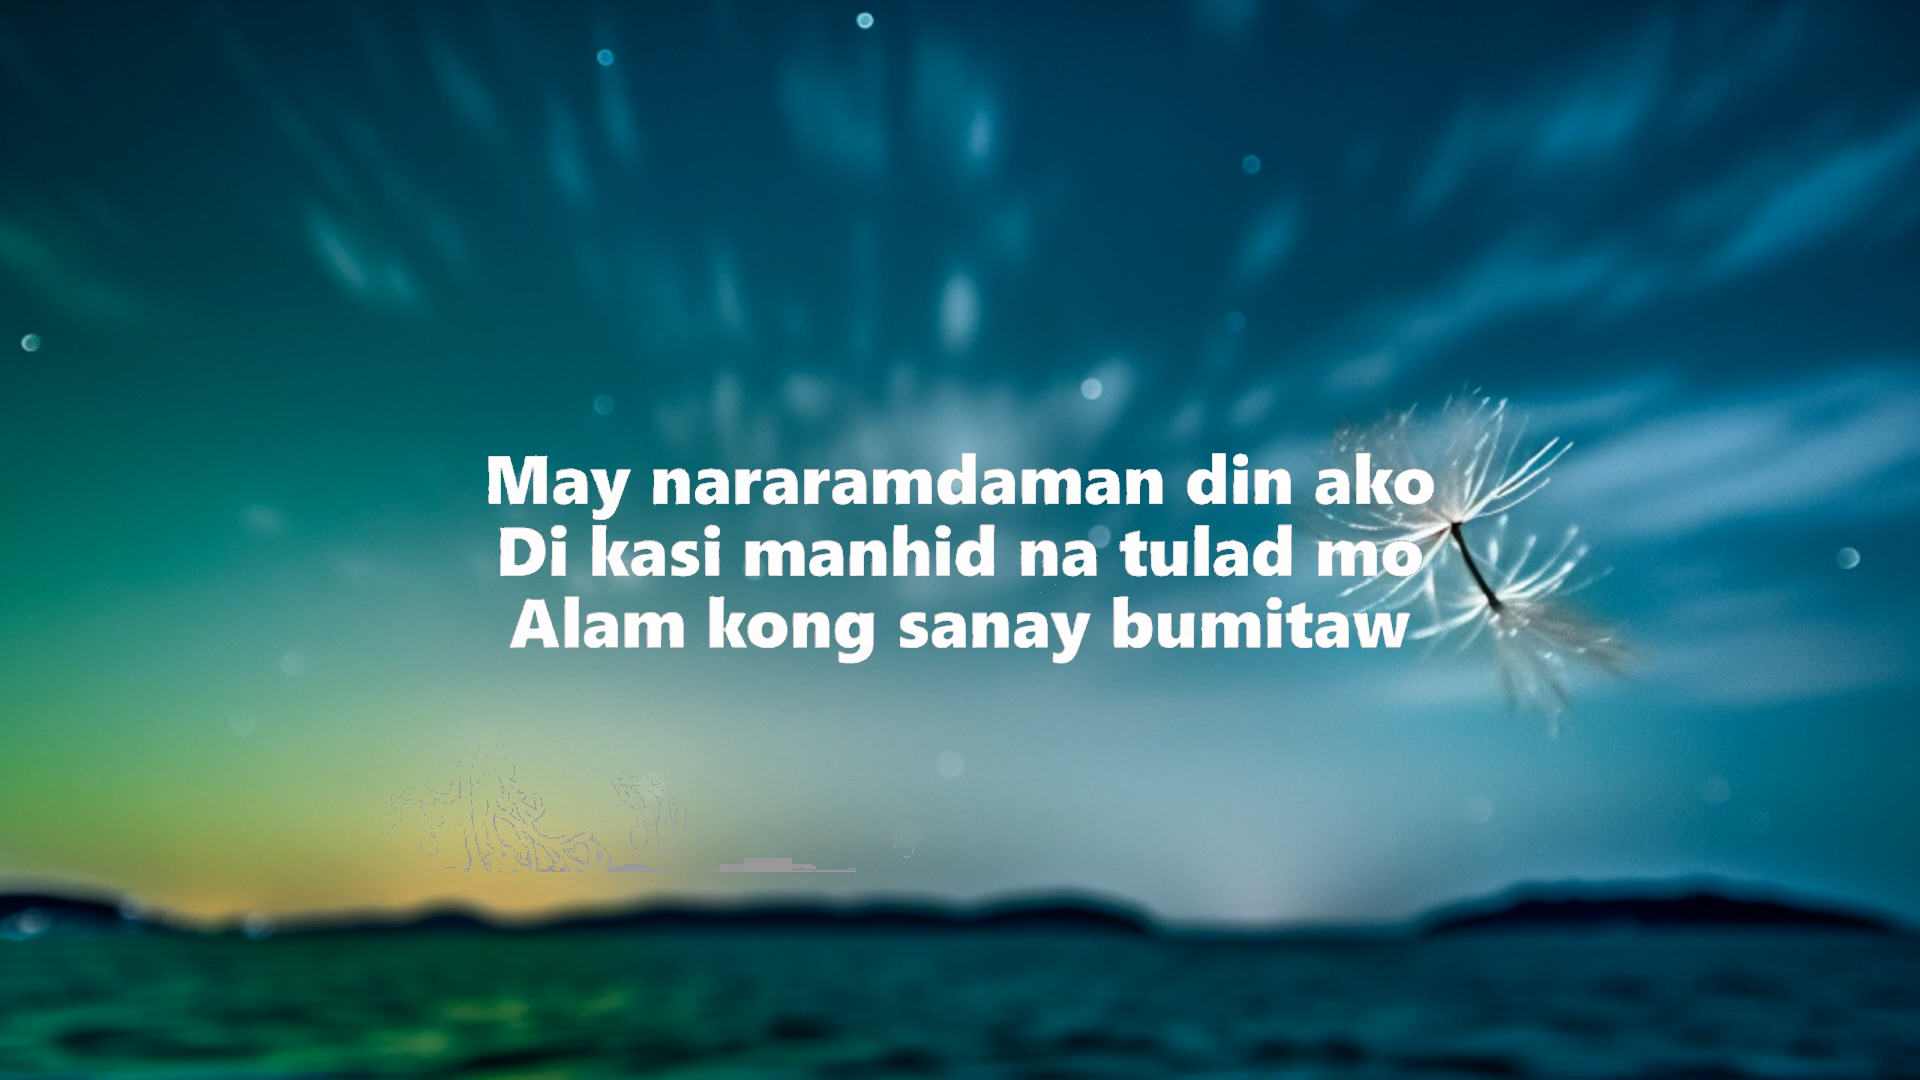 May nararamdaman din ako
Di kasi manhid na tulad mo
Alam kong sanay bumitaw